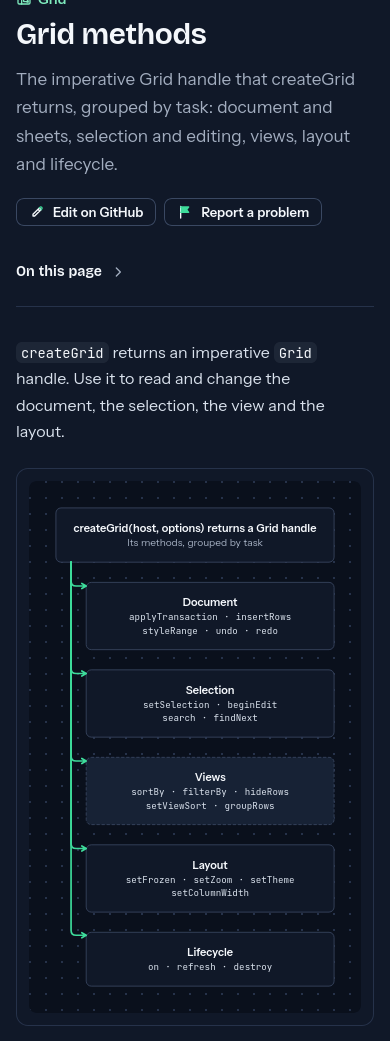 Grid
Grid methods
The imperative Grid handle that createGrid
returns, grouped by task: document and
sheets, selection and editing, views, layout
and lifecycle.
Edit on GitHub
Report a problem
On this page
createGrid returns an imperative Grid
handle. Use it to read and change the
document, the selection, the view and the
layout.
createGrid(host, options) returns a Grid handle
Its methods, grouped by task
Document
applyTransaction · insertRows
styleRange · undo · redo
Selection
setSelection · beginEdit
search · findNext
Views
sortBy · filterBy · hideRows
setViewSort · groupRows
Layout
setFrozen · setZoom · setTheme
setColumnWidth
Lifecycle
on · refresh · destroy